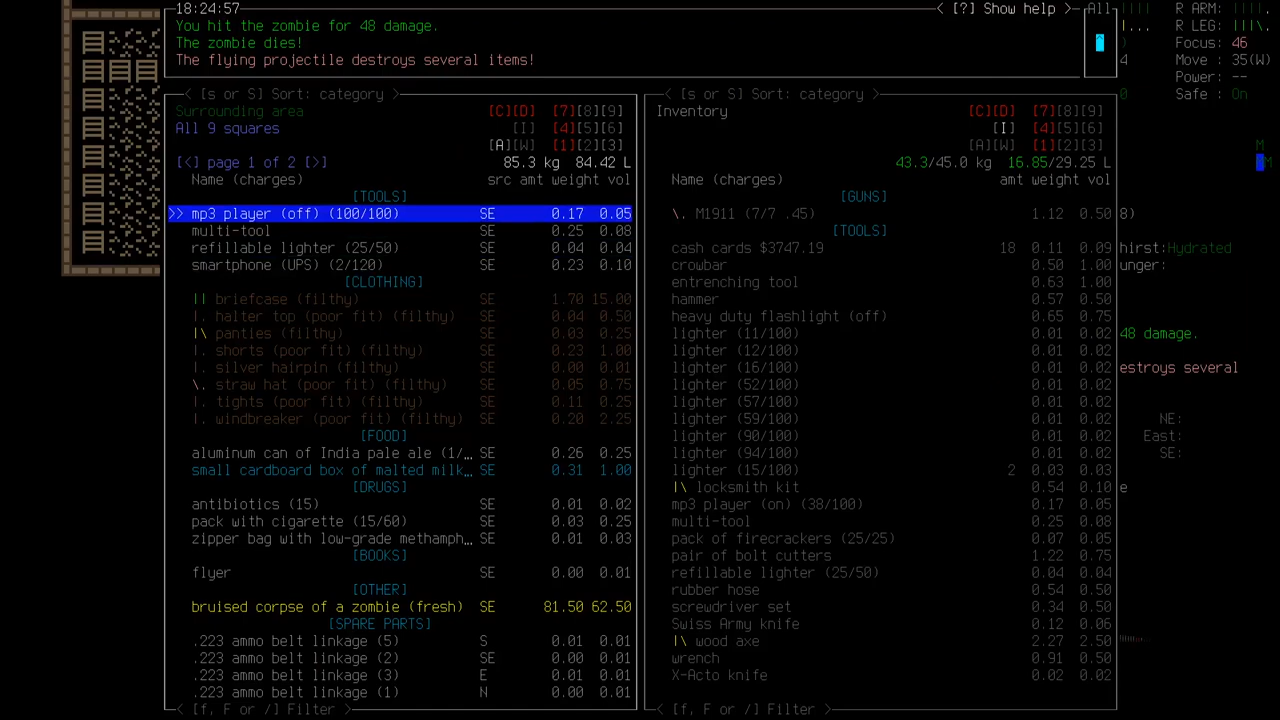 18:24:57 < [?] Show help > All R ARM: ||||
You hit the zombie for 48 damage. R LEG: |||\
The zombie dies! Focus: 46
The flying projectile destroys several items! 4 Move : 35(W)
Power: --
0 Safe : On
< [s or S] Sort: category > < [s or S] Sort: category >
Surrounding area [C][D] [7][8][9] Inventory [C][D] [7][8][9]
All 9 squares [I] [4][5][6] [I] [4][5][6]
[A][W] [1][2][3] [A][W] [1][2][3] M
[<] page 1 of 2 [>] 85.3 kg 84.42 L 43.3/45.0 kg 16.85/29.25 L M
Name (charges) src amt weight vol Name (charges) amt weight vol
[TOOLS] [GUNS]
>> mp3 player (off) (100/100) SE 0.17 0.05 \. M1911 (7/7 .45) 1.12 0.50 8)
multi-tool SE 0.25 0.08 [TOOLS]
refillable lighter (25/50) SE 0.04 0.04 cash cards $3747.19 18 0.11 0.09 hirst:Hydrated
smartphone (UPS) (2/120) SE 0.23 0.10 crowbar 0.50 1.00 unger:
[CLOTHING] entrenching tool 0.63 1.00
|| briefcase (filthy) SE 1.70 15.00 hammer 0.57 0.50
|. halter top (poor fit) (filthy) SE 0.04 0.50 heavy duty flashlight (off) 0.65 0.75
|\ panties (filthy) SE 0.03 0.25 lighter (11/100) 0.01 0.02 48 damage.
|. shorts (poor fit) (filthy) SE 0.23 1.00 lighter (12/100) 0.01 0.02
|. silver hairpin (filthy) SE 0.00 0.01 lighter (16/100) 0.01 0.02 estroys several
\. straw hat (poor fit) (filthy) SE 0.05 0.75 lighter (52/100) 0.01 0.02
|. tights (poor fit) (filthy) SE 0.11 0.25 lighter (57/100) 0.01 0.02
|. windbreaker (poor fit) (filthy) SE 0.20 2.25 lighter (59/100) 0.01 0.02 NE:
[FOOD] lighter (90/100) 0.01 0.02 East:
aluminum can of India pale ale (1/… SE 0.26 0.25 lighter (94/100) 0.01 0.02 SE:
small cardboard box of malted milk… SE 0.31 1.00 lighter (15/100) 2 0.03 0.03
[DRUGS] |\ locksmith kit 0.54 0.10 e
antibiotics (15) SE 0.01 0.02 mp3 player (on) (38/100) 0.17 0.05
pack with cigarette (15/60) SE 0.03 0.25 multi-tool 0.25 0.08
zipper bag with low-grade methamph… SE 0.01 0.03 pack of firecrackers (25/25) 0.07 0.05
[BOOKS] pair of bolt cutters 1.22 0.75
flyer SE 0.00 0.01 refillable lighter (25/50) 0.04 0.04
[OTHER] rubber hose 0.54 0.50
bruised corpse of a zombie (fresh) SE 81.50 62.50 screwdriver set 0.34 0.50
[SPARE PARTS] Swiss Army knife 0.12 0.06
.223 ammo belt linkage (5) S 0.01 0.01 |\ wood axe 2.27 2.50
.223 ammo belt linkage (2) SE 0.00 0.01 wrench 0.91 0.50
.223 ammo belt linkage (3) E 0.01 0.01 X-Acto knife 0.02 0.02
.223 ammo belt linkage (1) N 0.00 0.01
< [f, F or /] Filter > < [f, F or /] Filter >